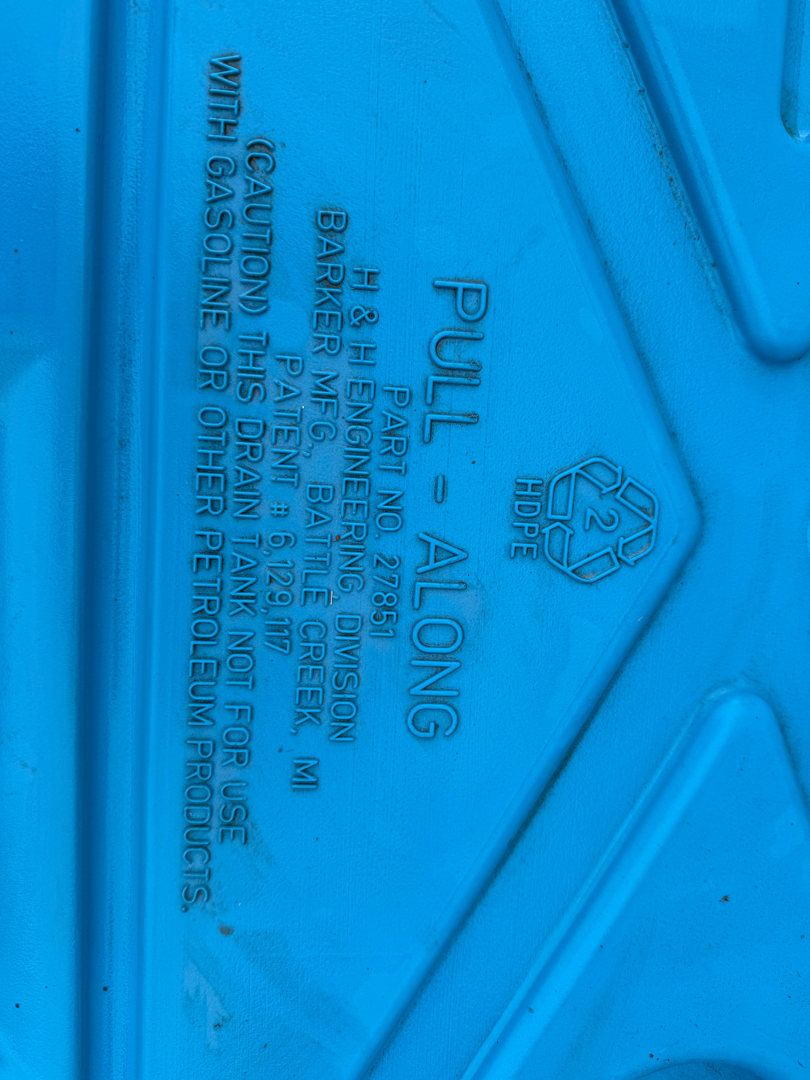 2
HDPE
PULL - ALONG
PART NO. 27851
H & H ENGINEERING, DIVISION
BARKER MFG., BATTLE CREEK, MI
PATENT # 6,129,117
(CAUTION) THIS DRAIN TANK NOT FOR USE
WITH GASOLINE OR OTHER PETROLEUM PRODUCTS.